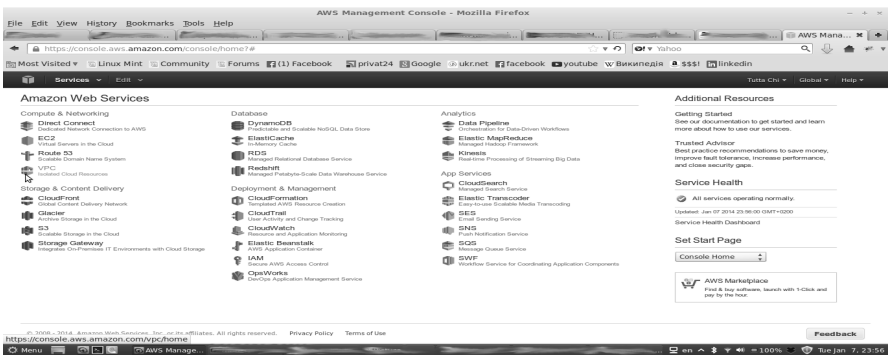 AWS Management Console - Mozilla Firefox
File Edit View History Bookmarks Tools Help
AWS Mana...
https://console.aws.amazon.com/console/home?#
Yahoo
Most Visited Linux Mint Community Forums (1) Facebook privat24 Google ukr.net facebook youtube Википедія $$$! linkedin
Services Edit
Tutta Chi Global Help
Amazon Web Services
Compute & Networking
Direct Connect
Dedicated Network Connection to AWS
EC2
Virtual Servers in the Cloud
Route 53
Scalable Domain Name System
VPC
Isolated Cloud Resources
Storage & Content Delivery
CloudFront
Global Content Delivery Network
Glacier
Archive Storage in the Cloud
S3
Scalable Storage in the Cloud
Storage Gateway
Integrates On-Premises IT Environments with Cloud Storage
Database
DynamoDB
Predictable and Scalable NoSQL Data Store
ElastiCache
In-Memory Cache
RDS
Managed Relational Database Service
Redshift
Managed Petabyte-Scale Data Warehouse Service
Deployment & Management
CloudFormation
Templated AWS Resource Creation
CloudTrail
User Activity and Change Tracking
CloudWatch
Resource and Application Monitoring
Elastic Beanstalk
AWS Application Container
IAM
Secure AWS Access Control
OpsWorks
DevOps Application Management Service
Analytics
Data Pipeline
Orchestration for Data-Driven Workflows
Elastic MapReduce
Managed Hadoop Framework
Kinesis
Real-time Processing of Streaming Big Data
App Services
CloudSearch
Managed Search Service
Elastic Transcoder
Easy-to-use Scalable Media Transcoding
SES
Email Sending Service
SNS
Push Notification Service
SQS
Message Queue Service
SWF
Workflow Service for Coordinating Application Components
Additional Resources
Getting Started
See our documentation to get started and learn
more about how to use our services.
Trusted Advisor
Best practice recommendations to save money,
improve fault tolerance, increase performance,
and close security gaps.
Service Health
All services operating normally.
Updated: Jan 07 2014 23:56:00 GMT+0200
Service Health Dashboard
Set Start Page
Console Home
AWS Marketplace
Find & buy software, launch with 1-Click and
pay by the hour.
© 2008 - 2014, Amazon Web Services, Inc. or its affiliates. All rights reserved. Privacy Policy Terms of Use
Feedback
https://console.aws.amazon.com/vpc/home
Menu AWS Manage... en 100% Tue Jan 7, 23:56